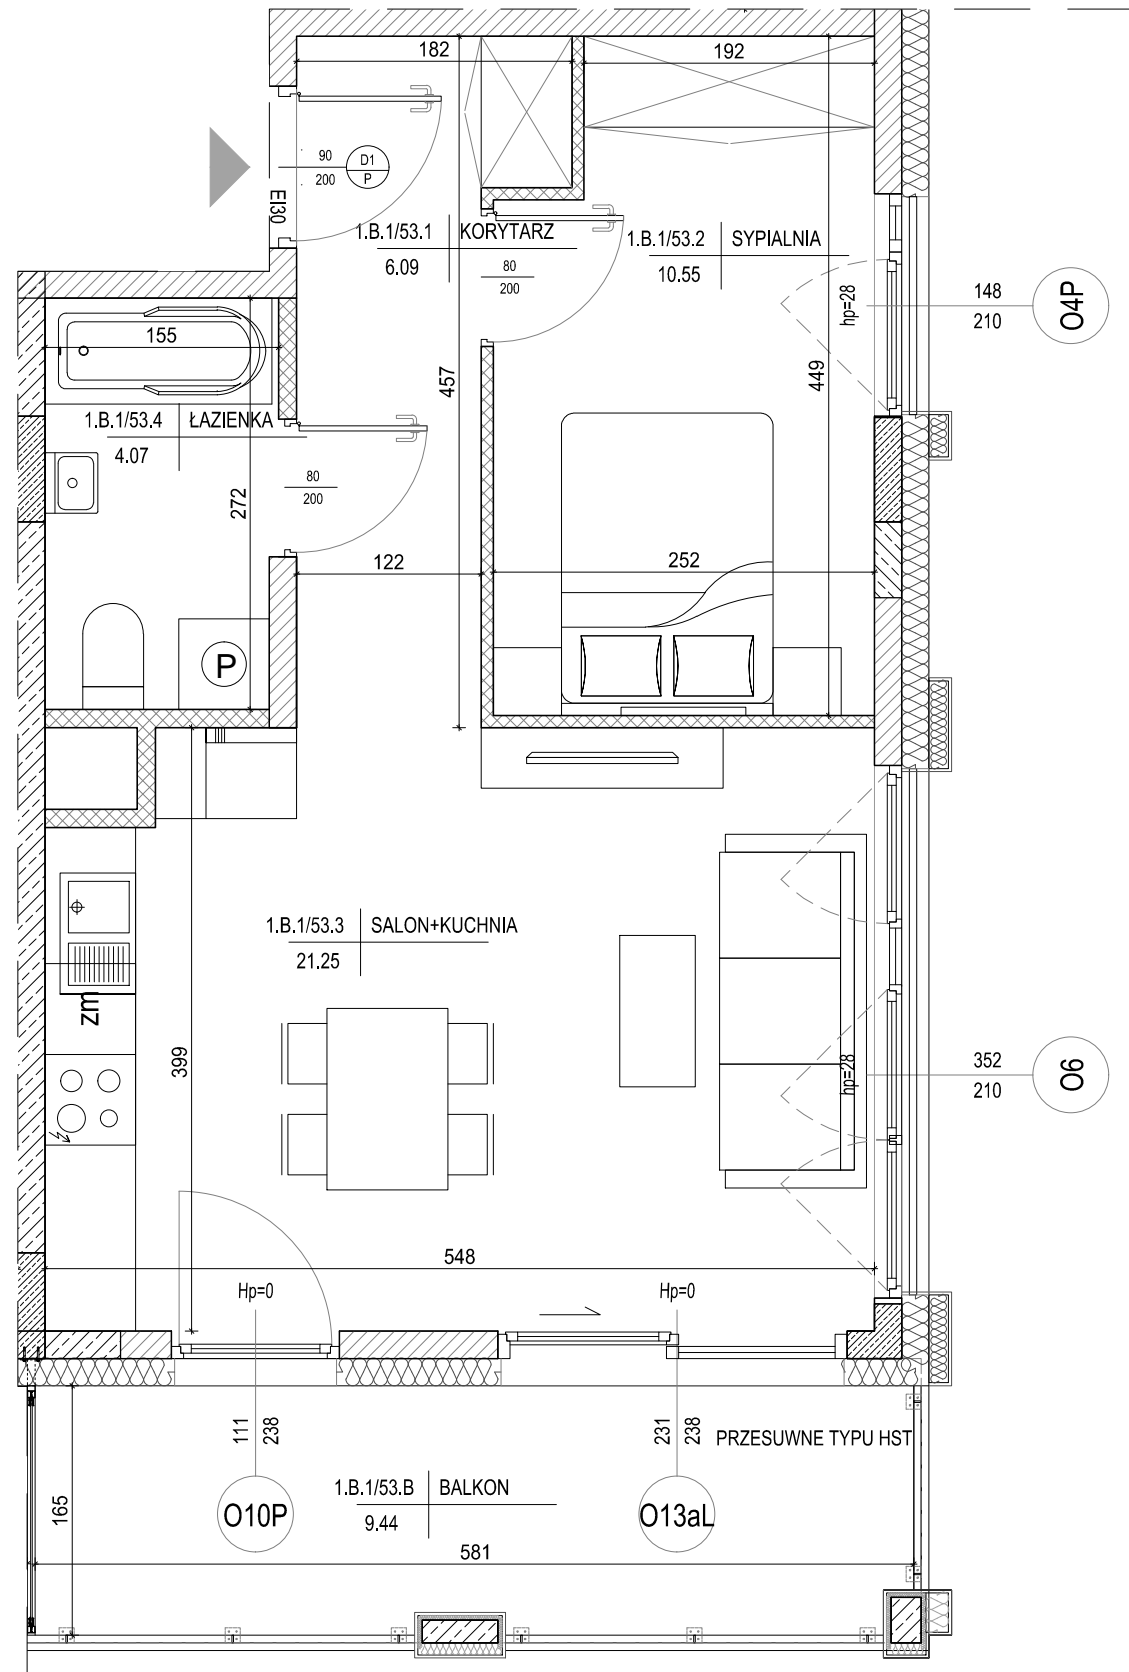 182
192
90
200
D1
P
EI30
1.B.1/53.1 KORYTARZ
6.09
1.B.1/53.2 SYPIALNIA
10.55
80
200
hp=28
148
210
O4P
155
457
449
1.B.1/53.4 ŁAZIENKA
4.07
80
200
272
122
252
P
1.B.1/53.3 SALON+KUCHNIA
21.25
zm
399
hp=28
352
210
O6
548
Hp=0
Hp=0
111
238
231
238
PRZESUWNE TYPU HST
1.B.1/53.B BALKON
9.44
O10P
O13aL
165
581